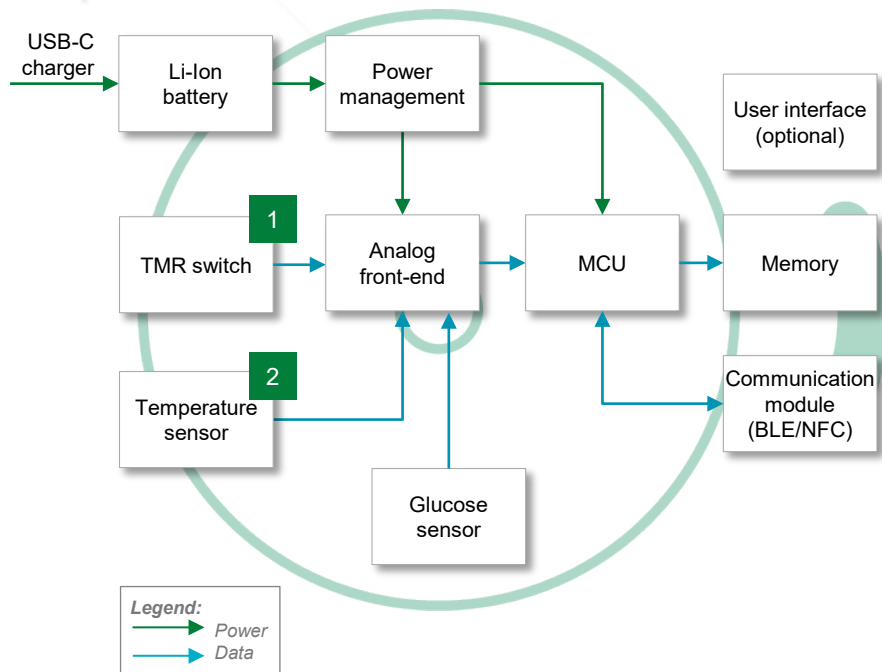 USB-C
charger
Li-Ion
battery
Power
management
User interface
(optional)
1
TMR switch
Analog
front-end
MCU
Memory
2
Temperature
sensor
Communication
module
(BLE/NFC)
Glucose
sensor
Legend:
Power
Data